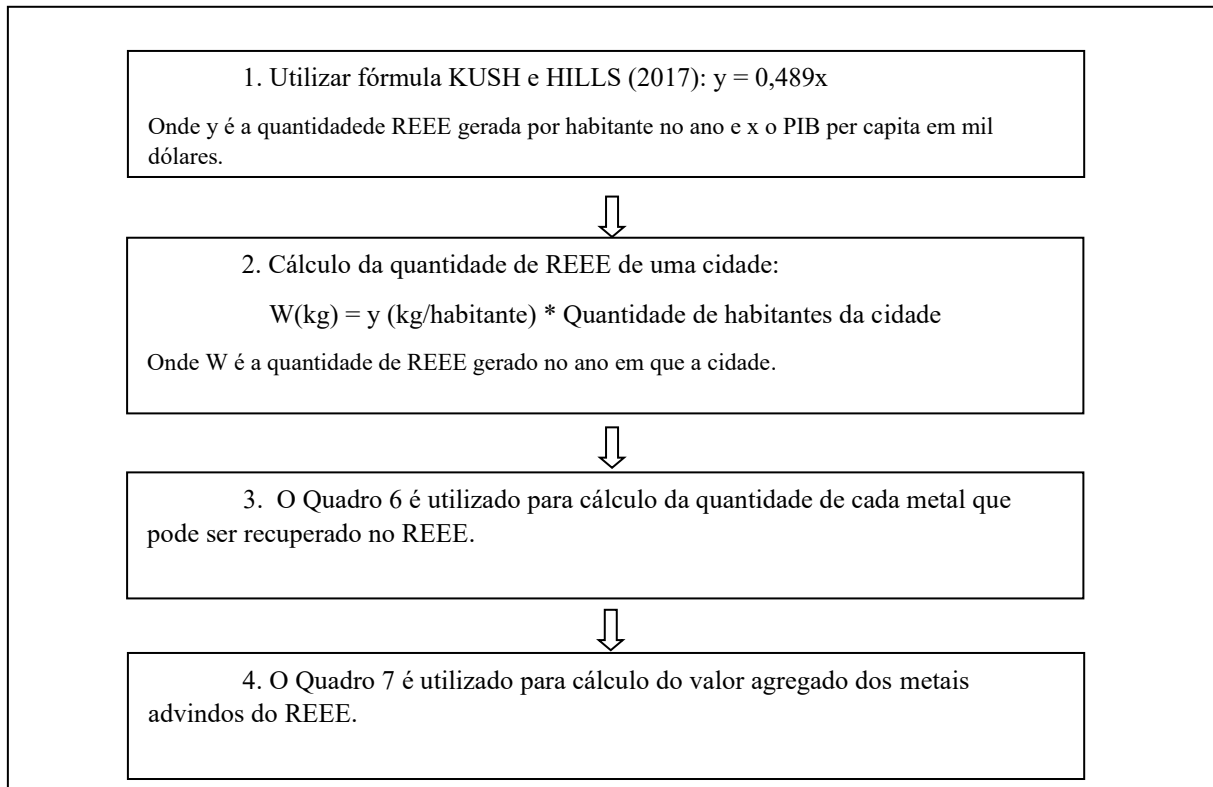 1. Utilizar fórmula KUSH e HILLS (2017): y = 0,489x
Onde y é a quantidadede REEE gerada por habitante no ano e x o PIB per capita em mil
dólares.
2. Cálculo da quantidade de REEE de uma cidade:
W(kg) = y (kg/habitante) * Quantidade de habitantes da cidade
Onde W é a quantidade de REEE gerado no ano em que a cidade.
3. O Quadro 6 é utilizado para cálculo da quantidade de cada metal que
pode ser recuperado no REEE.
4. O Quadro 7 é utilizado para cálculo do valor agregado dos metais
advindos do REEE.